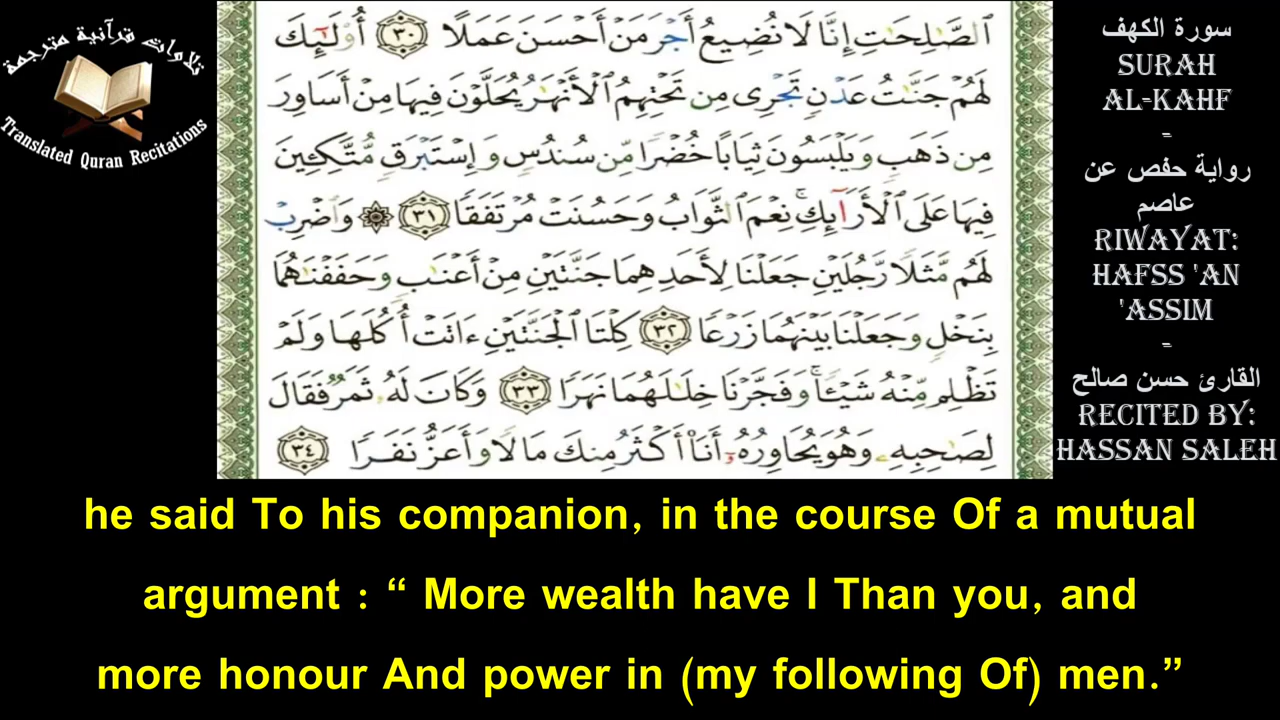 تلاوات قرآنية مترجمة
Translated Quran Recitations
ٱلصَّـٰلِحَـٰتِ إِنَّا لَا نُضِيعُ أَجْرَ مَنْ أَحْسَنَ عَمَلًا ٣٠ أُو۟لَـٰٓئِكَ
لَهُمْ جَنَّـٰتُ عَدْنٍ تَجْرِى مِن تَحْتِهِمُ ٱلْأَنْهَـٰرُ يُحَلَّوْنَ فِيهَا مِنْ أَسَاوِرَ
مِن ذَهَبٍ وَيَلْبَسُونَ ثِيَابًا خُضْرًا مِّن سُندُسٍ وَإِسْتَبْرَقٍ مُّتَّكِـِٔينَ
فِيهَا عَلَى ٱلْأَرَآئِكِ ۚ نِعْمَ ٱلثَّوَابُ وَحَسُنَتْ مُرْتَفَقًا ٣١ ۞ وَٱضْرِبْ
لَهُم مَّثَلًا رَّجُلَيْنِ جَعَلْنَا لِأَحَدِهِمَا جَنَّتَيْنِ مِنْ أَعْنَـٰبٍ وَحَفَفْنَـٰهُمَا
بِنَخْلٍ وَجَعَلْنَا بَيْنَهُمَا زَرْعًا ٣٢ كِلْتَا ٱلْجَنَّتَيْنِ ءَاتَتْ أُكُلَهَا وَلَمْ
تَظْلِم مِّنْهُ شَيْـًٔا ۚ وَفَجَّرْنَا خِلَـٰلَهُمَا نَهَرًا ٣٣ وَكَانَ لَهُۥ ثَمَرٌ فَقَالَ
لِصَـٰحِبِهِۦ وَهُوَ يُحَاوِرُهُۥٓ أَنَا۠ أَكْثَرُ مِنكَ مَالًا وَأَعَزُّ نَفَرًا ٣٤
سورة الكهف
SURAH
AL-KAHF
-
رواية حفص عن
عاصم
RIWAYAT:
HAFSS 'AN
'ASSIM
-
القارئ حسن صالح
RECITED BY:
HASSAN SALEH
he said To his companion, in the course Of a mutual
argument : “ More wealth have I Than you, and
more honour And power in (my following Of) men.”